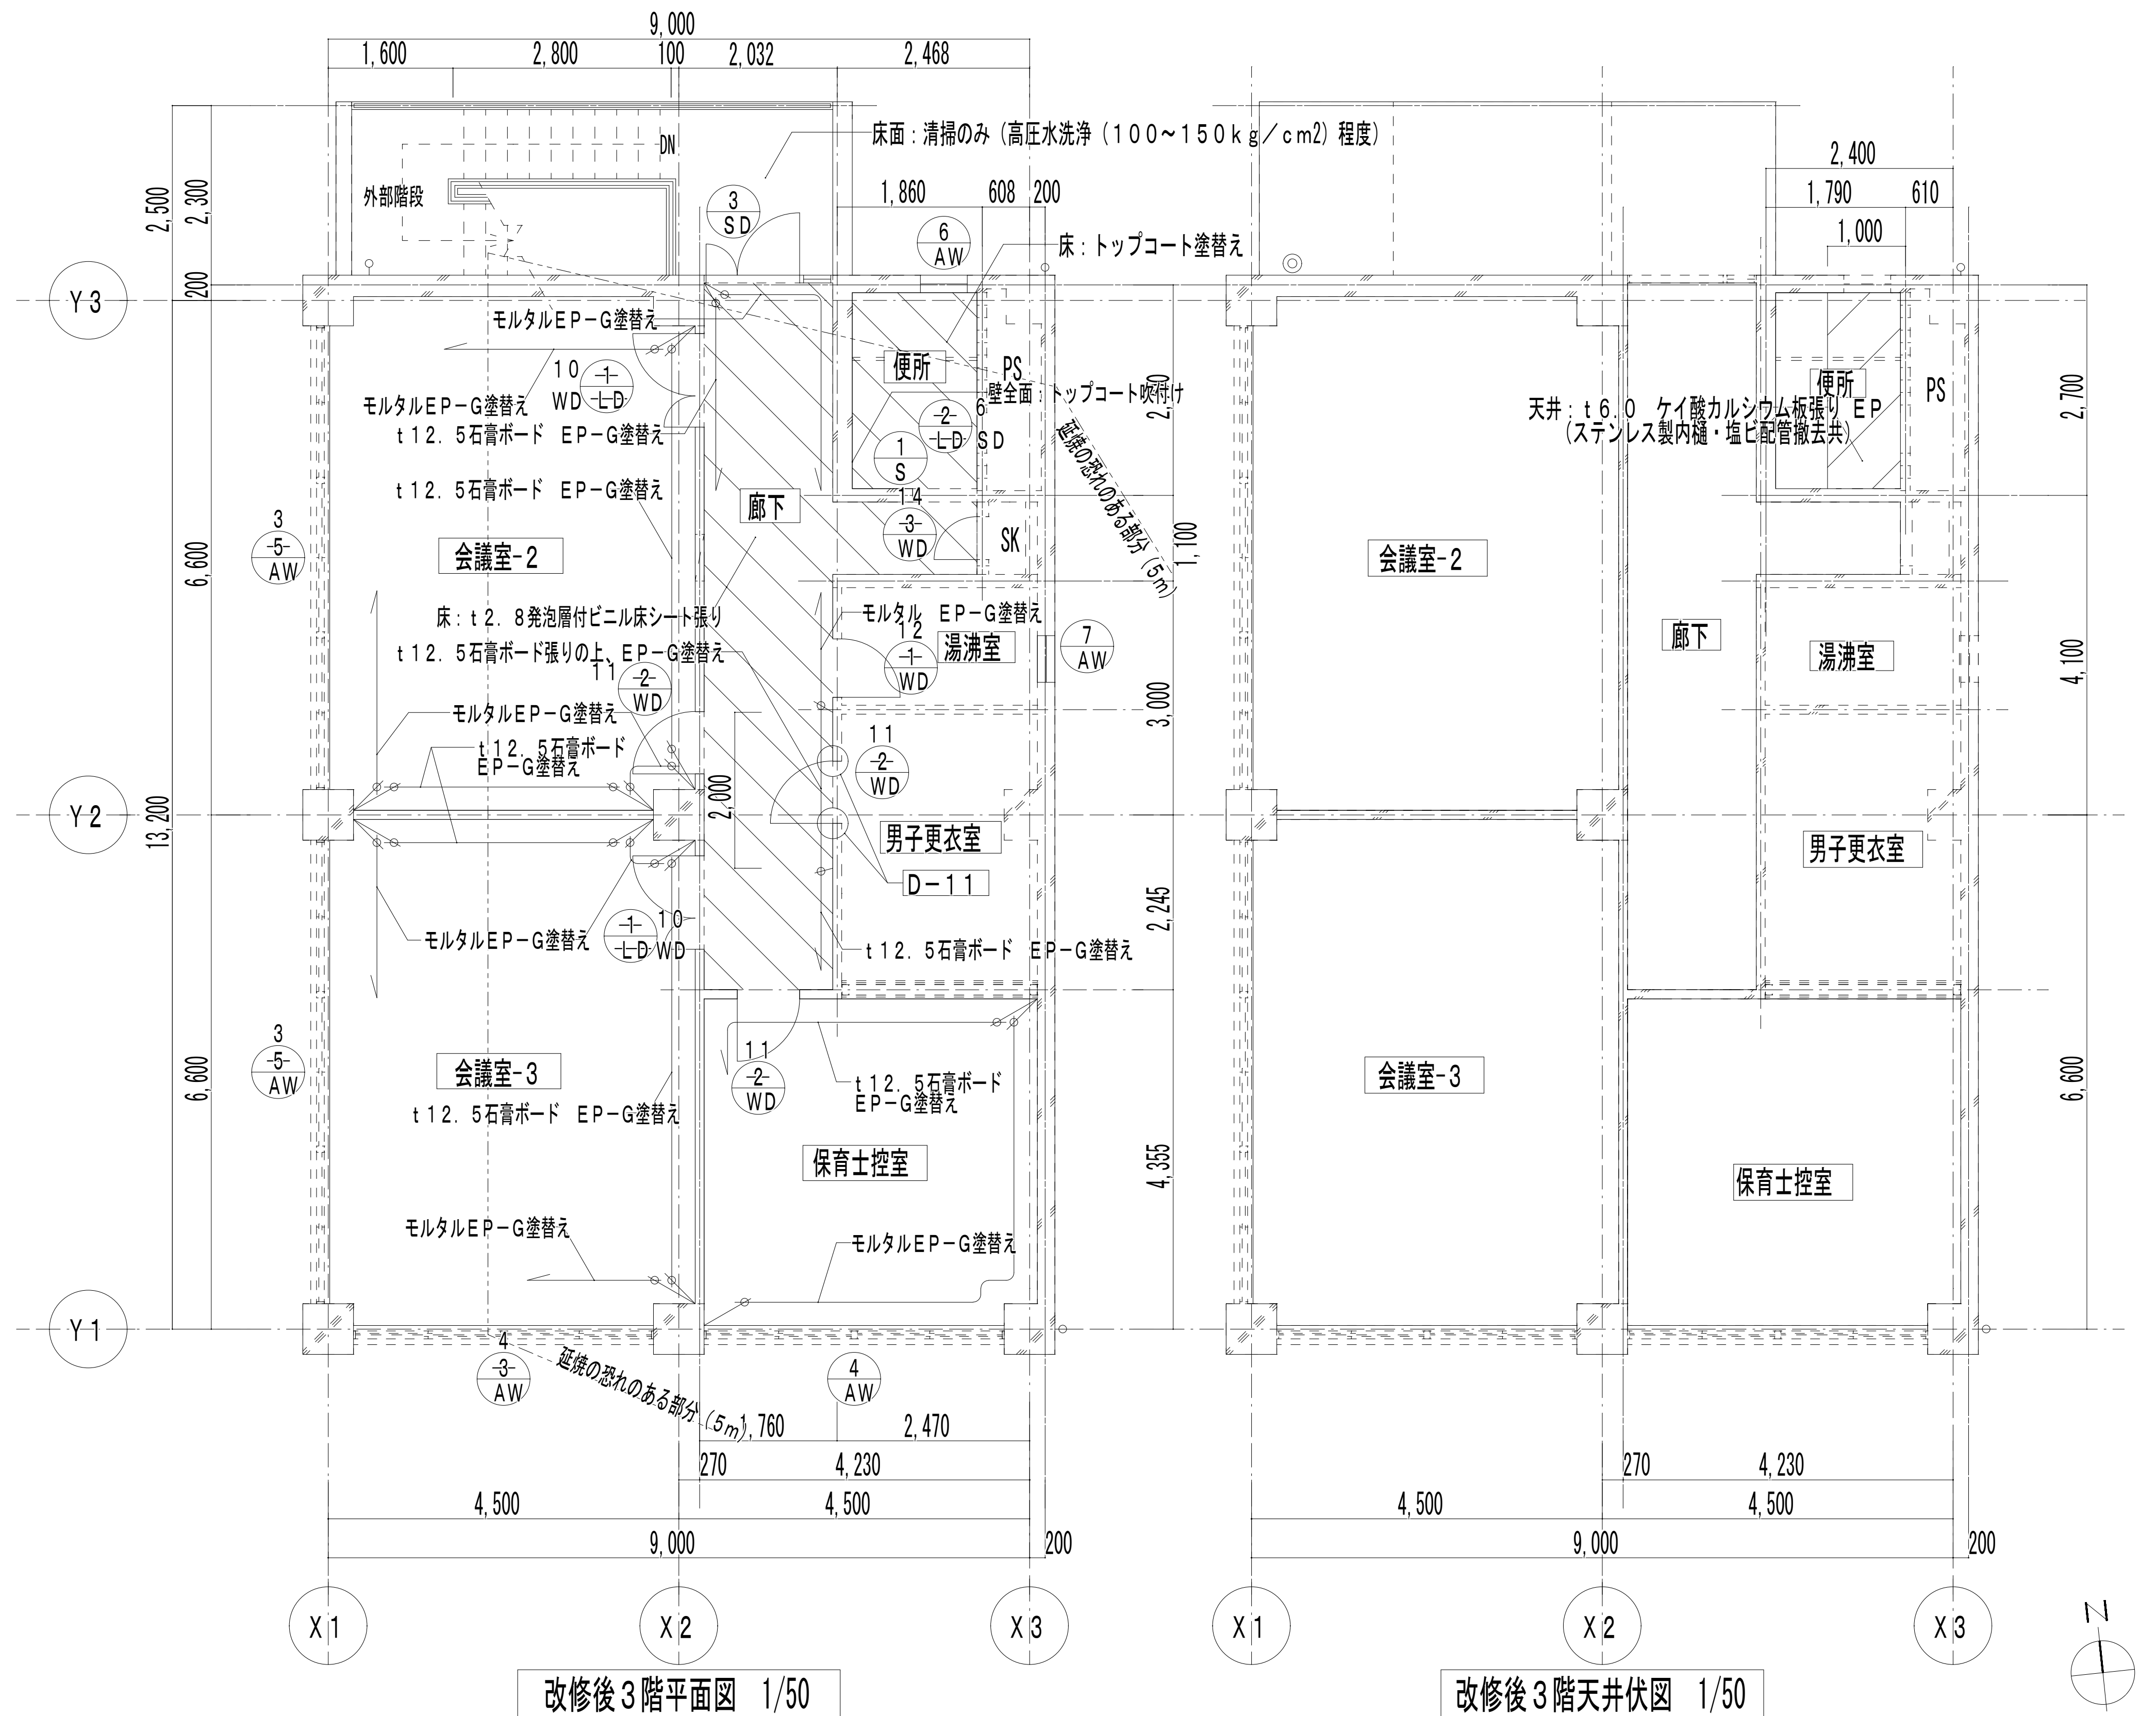 9,000
1,600
2,800
100
2,032
2,468
DN
外部階段
床面：清掃のみ（高圧水洗浄（100～150kg／cm2）程度）
2,500
2,300
200
3
SD
1,860
608
200
6
AW
床：トップコート塗替え
Y3
モルタルEP－G塗替え
10
WD
-1-
-LD-
モルタルEP－G塗替え
t12．5石膏ボード　EP－G塗替え
t12．5石膏ボード　EP－G塗替え
便所
PS
壁全面：トップコート吹付け
6
-2-
-LD-
SD
1
S
延焼の恐れのある部分（5m）
廊下
14
-3-
WD
SK
1,100
3
-5-
AW
6,600
会議室-2
床：t2．8発泡層付ビニル床シート張り
t12．5石膏ボード張りの上、EP－G塗替え
11
-2-
WD
モルタル　EP－G塗替え
12
-1-
WD
湯沸室
7
AW
3,000
モルタルEP－G塗替え
t12．5石膏ボード
EP－G塗替え
11
-2-
WD
2,000
Y2
13,200
男子更衣室
D－11
2,245
モルタルEP－G塗替え
-1-
-LD-
10
WD
t12．5石膏ボード　EP－G塗替え
3
-5-
AW
6,600
会議室-3
t12．5石膏ボード　EP－G塗替え
11
-2-
WD
t12．5石膏ボード
EP－G塗替え
保育士控室
4,355
モルタルEP－G塗替え
モルタルEP－G塗替え
Y1
4
-3-
AW
延焼の恐れのある部分（5m）
4
AW
1,760
2,470
270
4,230
4,500
4,500
9,000
200
X1
X2
X3
改修後3階平面図　1/50
2,400
1,790
610
1,000
便所
PS
天井：t6．0　ケイ酸カルシウム板張り EP
（ステンレス製内樋・塩ビ配管撤去共）
2,700
会議室-2
廊下
湯沸室
4,100
男子更衣室
会議室-3
保育士控室
6,600
270
4,230
4,500
4,500
9,000
200
X1
X2
X3
N
改修後3階天井伏図　1/50